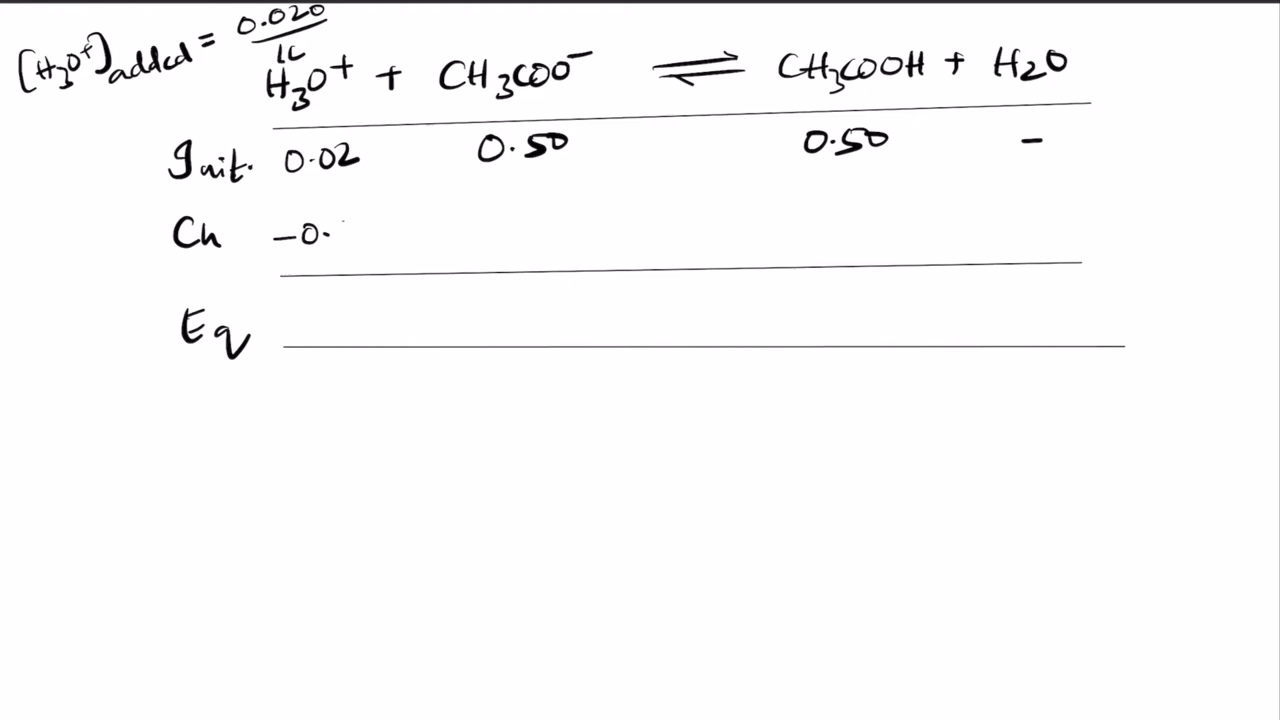 [H₃O⁺]added = 0.020/1L
H₃O⁺ + CH₃COO⁻ ⇌ CH₃COOH + H₂O
Init. 0.02 0.50 0.50 –
Ch –0.
Eq